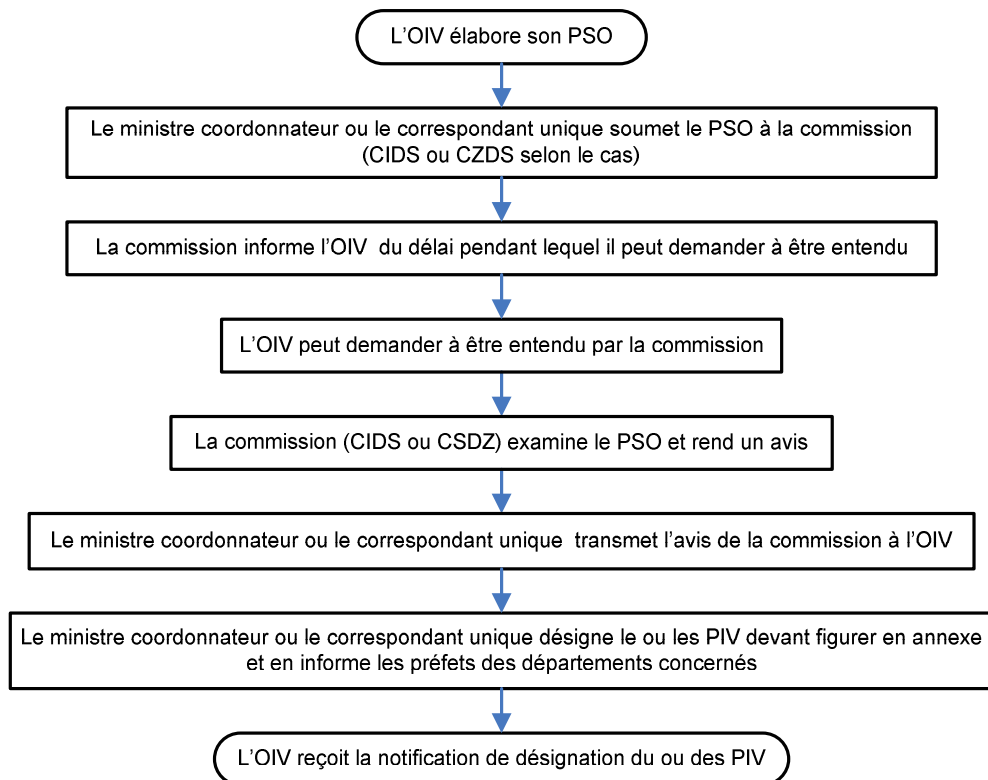 L'OIV élabore son PSO
Le ministre coordonnateur ou le correspondant unique soumet le PSO à la commission
(CIDS ou CZDS selon le cas)
La commission informe l'OIV du délai pendant lequel il peut demander à être entendu
L'OIV peut demander à être entendu par la commission
La commission (CIDS ou CSDZ) examine le PSO et rend un avis
Le ministre coordonnateur ou le correspondant unique transmet l'avis de la commission à l'OIV
Le ministre coordonnateur ou le correspondant unique désigne le ou les PIV devant figurer en annexe
et en informe les préfets des départements concernés
L'OIV reçoit la notification de désignation du ou des PIV